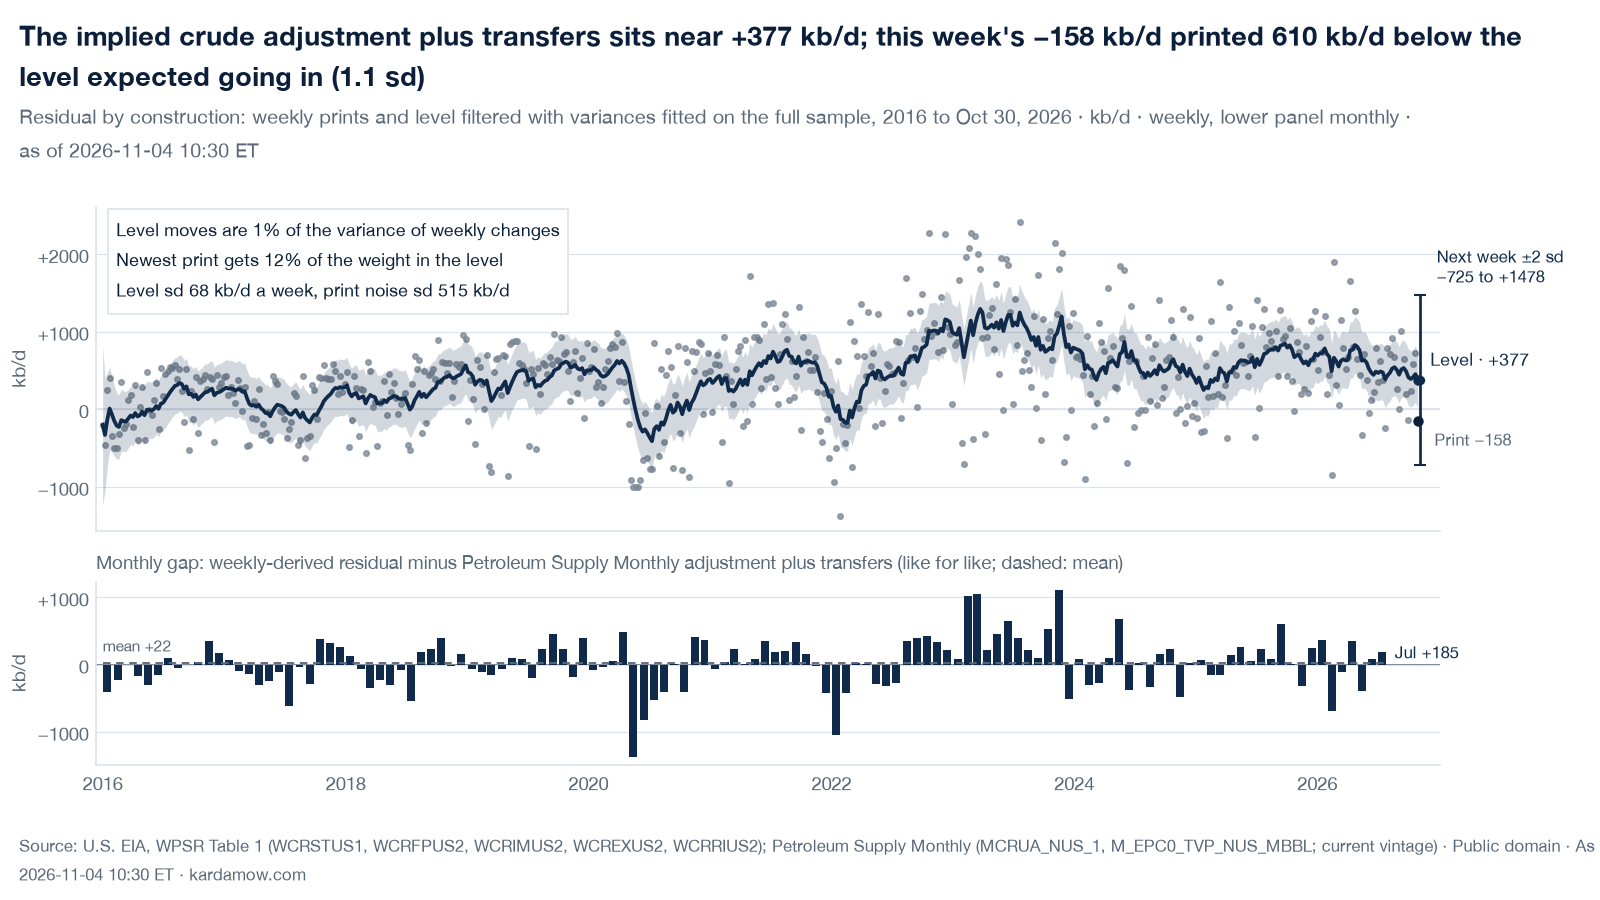 The implied crude adjustment plus transfers sits near +377 kb/d; this week's −158 kb/d printed 610 kb/d below the
level expected going in (1.1 sd)
Residual by construction: weekly prints and level filtered with variances fitted on the full sample, 2016 to Oct 30, 2026 · kb/d · weekly, lower panel monthly ·
as of 2026-11-04 10:30 ET
Level moves are 1% of the variance of weekly changes
Newest print gets 12% of the weight in the level
Level sd 68 kb/d a week, print noise sd 515 kb/d
kb/d
+2000
+1000
0
−1000
Next week ±2 sd
−725 to +1478
Level · +377
Print −158
Monthly gap: weekly-derived residual minus Petroleum Supply Monthly adjustment plus transfers (like for like; dashed: mean)
kb/d
+1000
0
−1000
mean +22
Jul +185
2016
2018
2020
2022
2024
2026
Source: U.S. EIA, WPSR Table 1 (WCRSTUS1, WCRFPUS2, WCRIMUS2, WCREXUS2, WCRRIUS2); Petroleum Supply Monthly (MCRUA_NUS_1, M_EPC0_TVP_NUS_MBBL; current vintage) · Public domain · As
2026-11-04 10:30 ET · kardamow.com